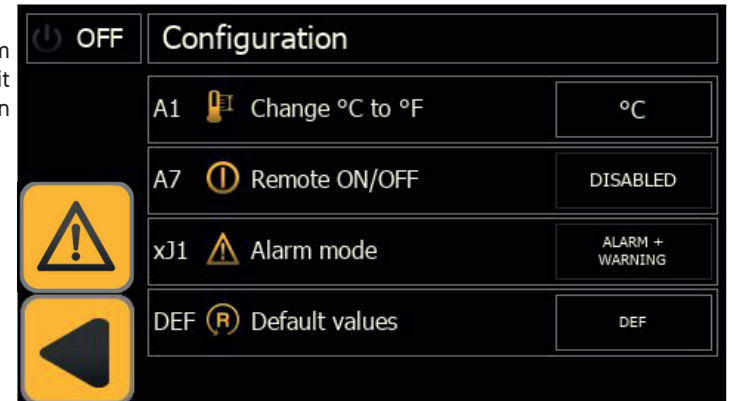 OFF Configuration
A1 Change °C to °F °C
A7 Remote ON/OFF DISABLED
xJ1 Alarm mode ALARM +
WARNING
DEF R Default values DEF